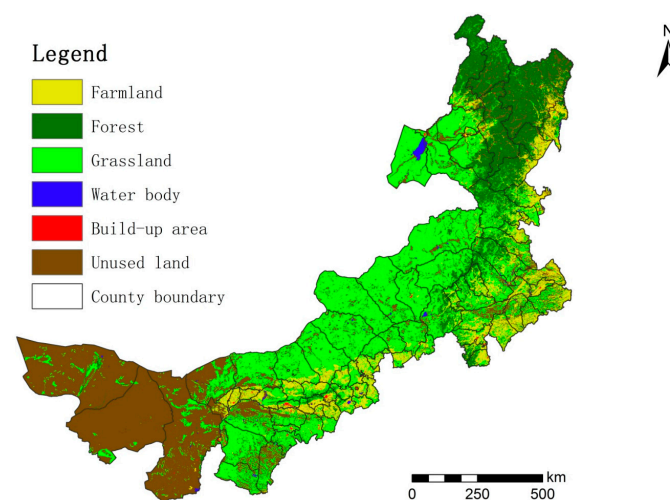 N
Legend
Farmland
Forest
Grassland
Water body
Build-up area
Unused land
County boundary
km
0 250 500